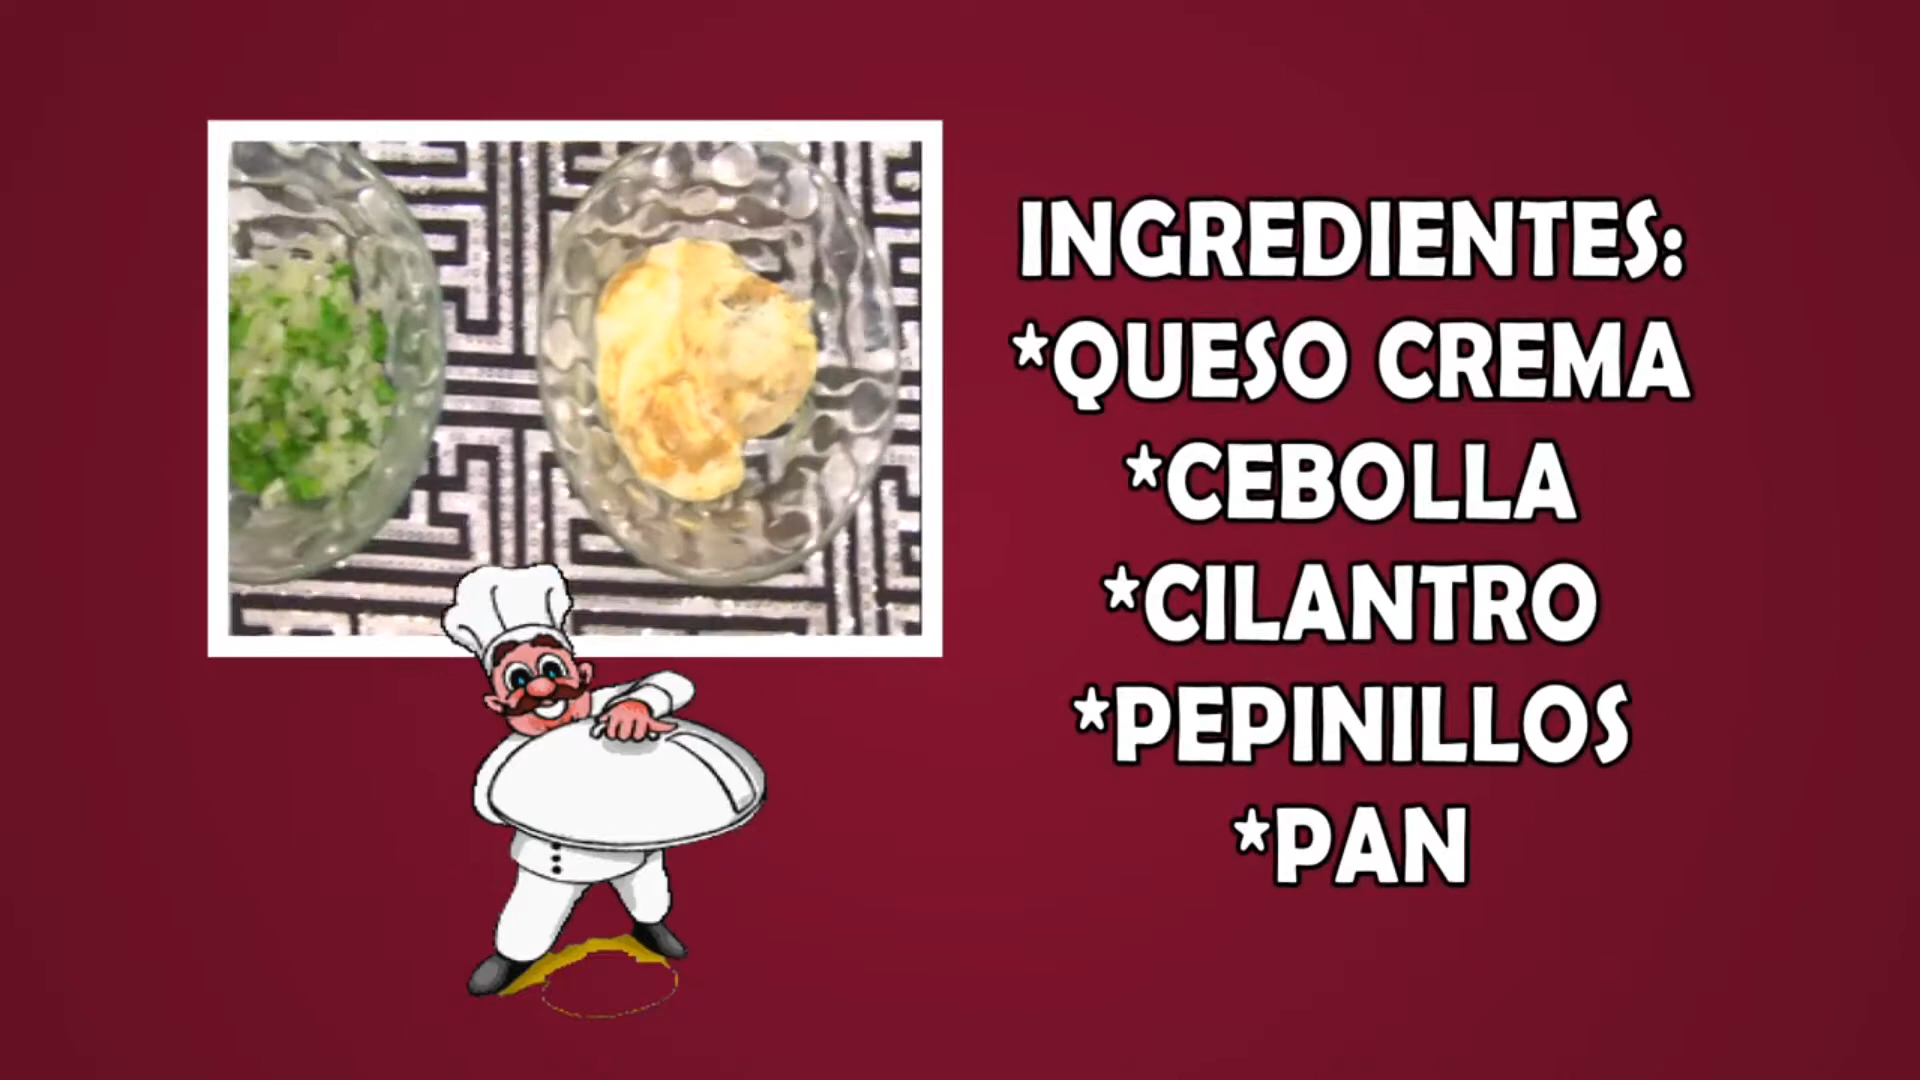 INGREDIENTES:
*QUESO CREMA
*CEBOLLA
*CILANTRO
*PEPINILLOS
*PAN